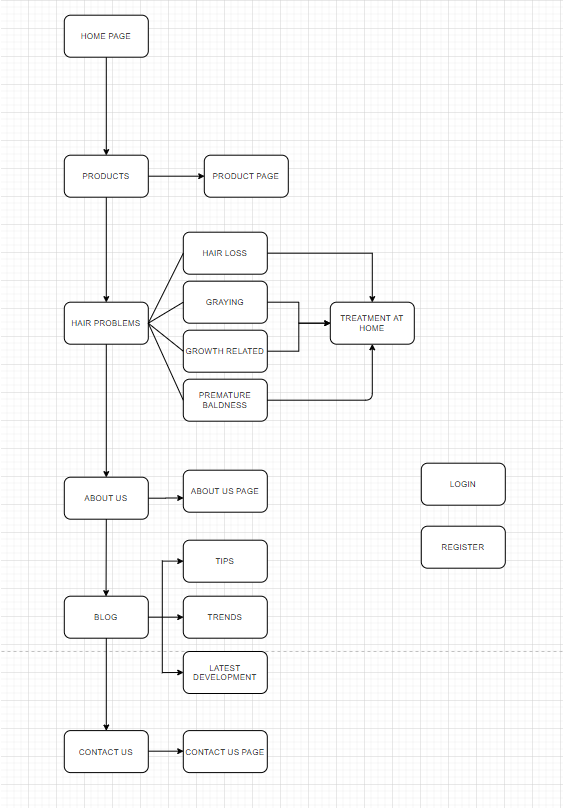 HOME PAGE
PRODUCTS
PRODUCT PAGE
HAIR LOSS
GRAYING
HAIR PROBLEMS
TREATMENT AT
HOME
GROWTH RELATED
PREMATURE
BALDNESS
ABOUT US
ABOUT US PAGE
LOGIN
REGISTER
TIPS
BLOG
TRENDS
LATEST
DEVELOPMENT
CONTACT US
CONTACT US PAGE